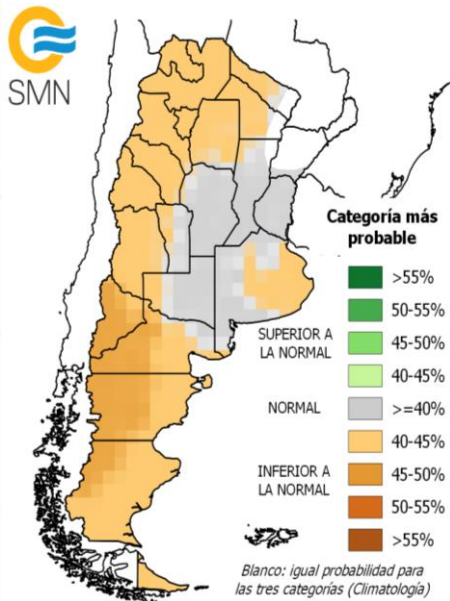 SMN
Categoría más
probable
>55%
50-55%
45-50%
SUPERIOR A
LA NORMAL
40-45%
NORMAL
>=40%
40-45%
INFERIOR A
LA NORMAL
45-50%
50-55%
>55%
Blanco: igual probabilidad para
las tres categorías (Climatología)